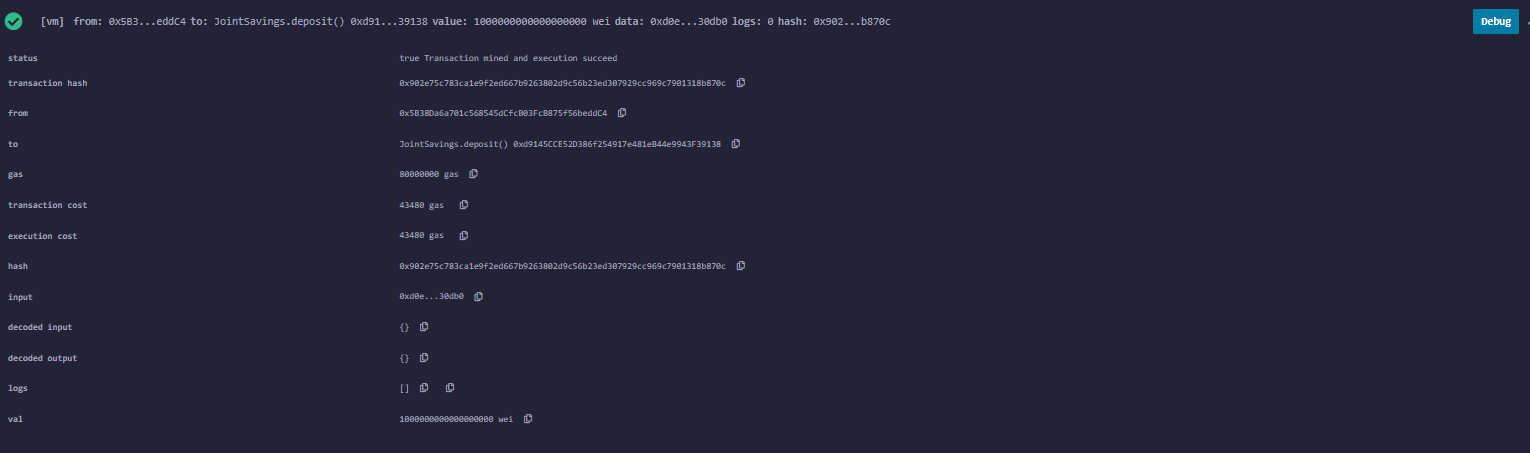 [vm] from: 0x5B3...eddC4 to: JointSavings.deposit() 0xd91...39138 value: 1000000000000000000 wei data: 0xd0e...30db0 logs: 0 hash: 0x902...b870c Debug
status true Transaction mined and execution succeed
transaction hash 0x902e75c783ca1e9f2ed667b9263802d9c56b23ed307929cc969c7901318b870c
from 0x5B38Da6a701c568545dCfcB03FcB875f56beddC4
to JointSavings.deposit() 0xd9145CCE52D386f254917e481eB44e9943F39138
gas 80000000 gas
transaction cost 43480 gas
execution cost 43480 gas
hash 0x902e75c783ca1e9f2ed667b9263802d9c56b23ed307929cc969c7901318b870c
input 0xd0e...30db0
decoded input {}
decoded output {}
logs []
val 1000000000000000000 wei